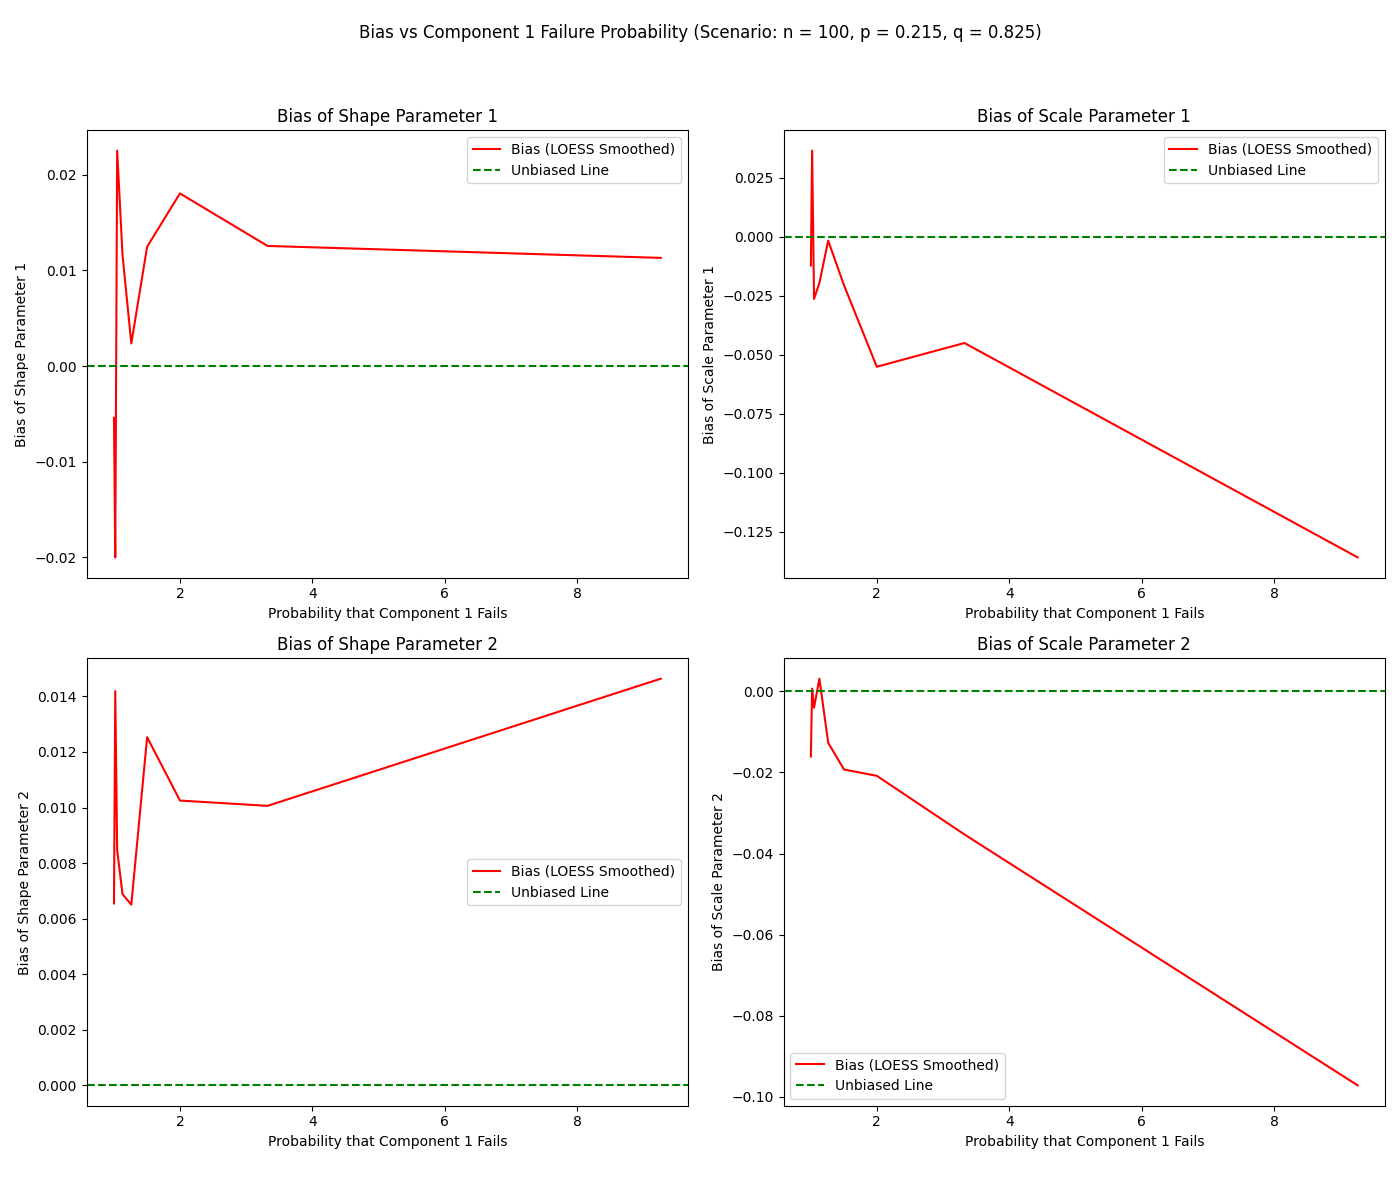 Bias vs Component 1 Failure Probability (Scenario: n = 100, p = 0.215, q = 0.825)
Bias of Shape Parameter 1
Bias of Shape Parameter 1
0.02
0.01
0.00
−0.01
−0.02
Bias (LOESS Smoothed)
Unbiased Line
2 4 6 8
Probability that Component 1 Fails
Bias of Scale Parameter 1
Bias of Scale Parameter 1
0.025
0.000
−0.025
−0.050
−0.075
−0.100
−0.125
Bias (LOESS Smoothed)
Unbiased Line
2 4 6 8
Probability that Component 1 Fails
Bias of Shape Parameter 2
Bias of Shape Parameter 2
0.014
0.012
0.010
0.008
0.006
0.004
0.002
0.000
Bias (LOESS Smoothed)
Unbiased Line
2 4 6 8
Probability that Component 1 Fails
Bias of Scale Parameter 2
Bias of Scale Parameter 2
0.00
−0.02
−0.04
−0.06
−0.08
−0.10
Bias (LOESS Smoothed)
Unbiased Line
2 4 6 8
Probability that Component 1 Fails